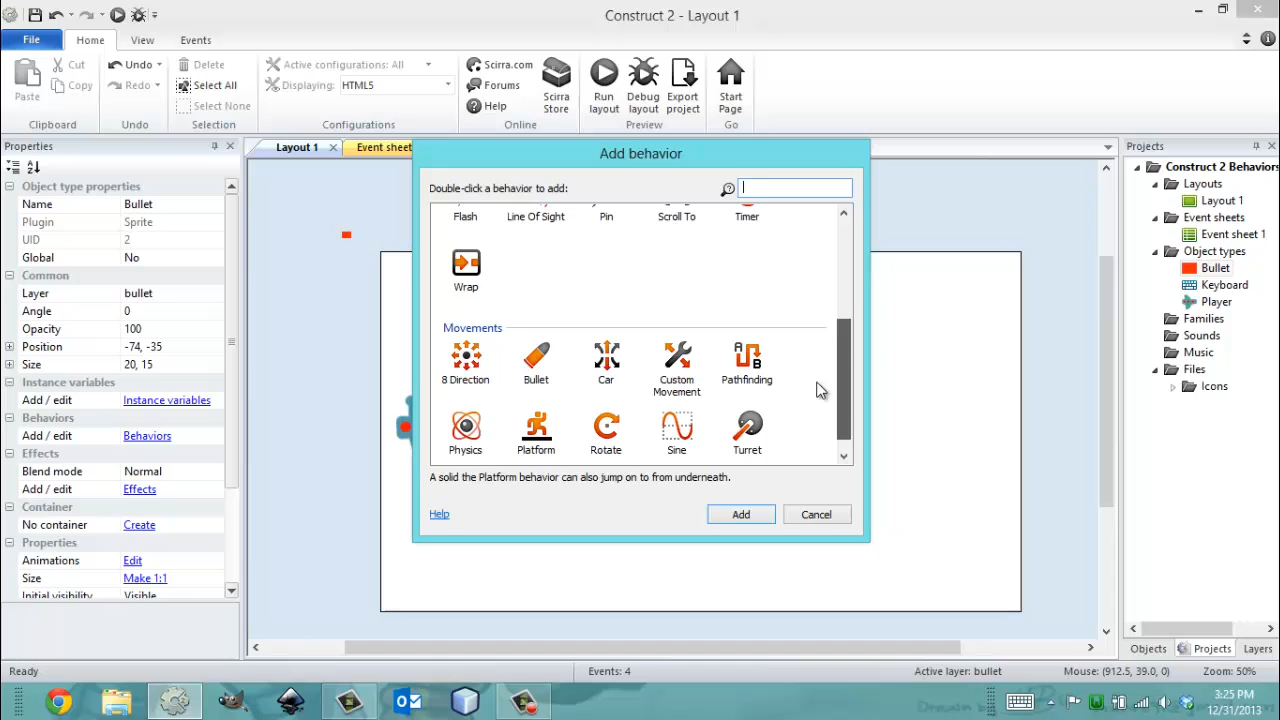 Construct 2 - Layout 1
File Home View Events
Paste Cut Copy Undo Redo Delete Select All Select None Active configurations: All Displaying: HTML5 Scirra.com Forums Help Scirra Store Run layout Debug layout Export project Start Page
Clipboard Undo Selection Configurations Online Preview Go
Properties
Object type properties
Name Bullet
Plugin Sprite
UID 2
Global No
Common
Layer bullet
Angle 0
Opacity 100
Position -74, -35
Size 20, 15
Instance variables
Add / edit Instance variables
Behaviors
Add / edit Behaviors
Effects
Blend mode Normal
Add / edit Effects
Container
No container Create
Properties
Animations Edit
Size Make 1:1
Initial visibility Visible
Layout 1 Event sheet
Add behavior
Double-click a behavior to add:
Flash Line Of Sight Pin Scroll To Timer
Wrap
Movements
8 Direction Bullet Car Custom Movement Pathfinding
Physics Platform Rotate Sine Turret
A solid the Platform behavior can also jump on to from underneath.
Help Add Cancel
Projects
Construct 2 Behaviors
Layouts
Layout 1
Event sheets
Event sheet 1
Object types
Bullet
Keyboard
Player
Families
Sounds
Music
Files
Icons
Objects Projects Layers
Ready Events: 4 Active layer: bullet Mouse: (912.5, 39.0, 0) Zoom: 50%
3:25 PM
12/31/2013